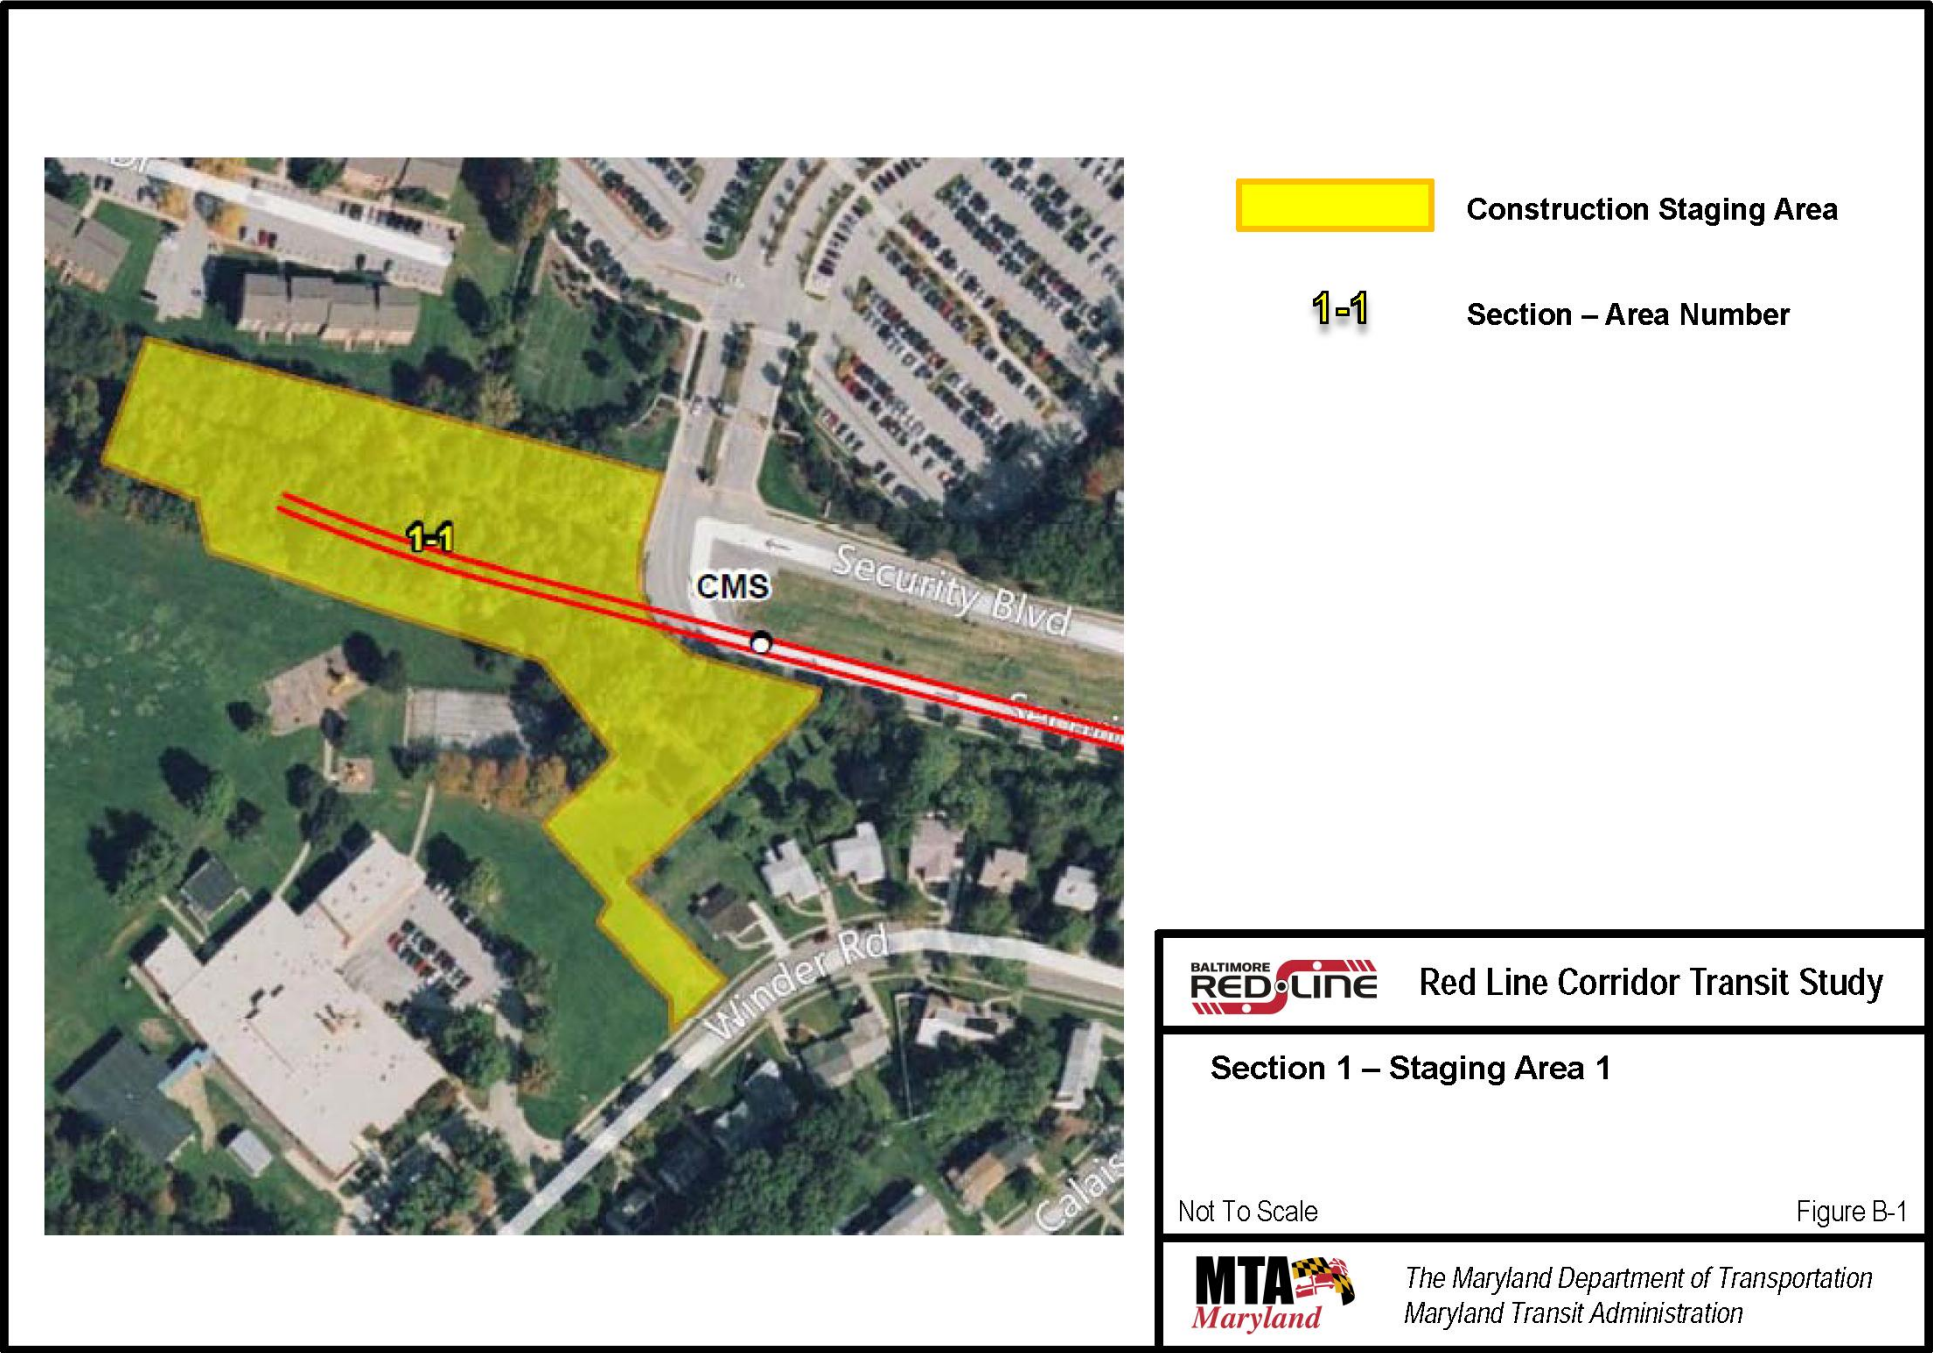 Dr
Construction Staging Area
1-1
Section – Area Number
1-1
CMS
Security Blvd
Winder Rd
Calais
BALTIMORE
RED LINE
Red Line Corridor Transit Study
Section 1 – Staging Area 1
Not To Scale
Figure B-1
MTA
Maryland
The Maryland Department of Transportation
Maryland Transit Administration